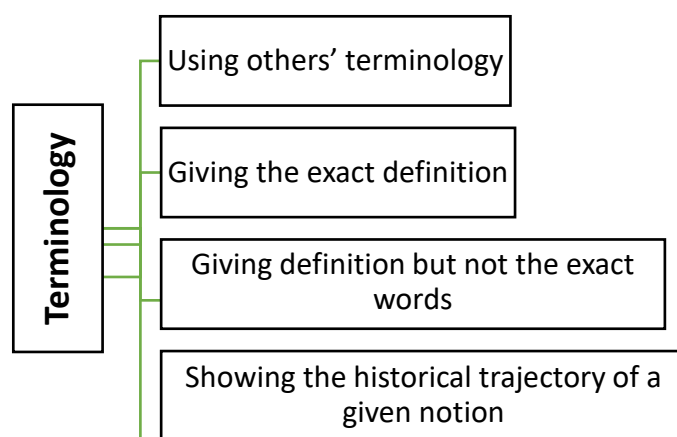 Terminology
Using others’ terminology
Giving the exact definition
Giving definition but not the exact
words
Showing the historical trajectory of a
given notion